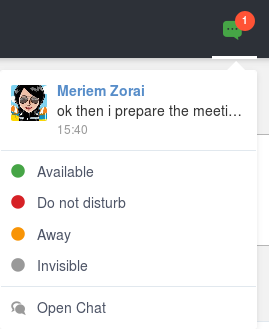 1
Meriem Zorai
ok then i prepare the meeti...
15:40
Available
Do not disturb
Away
Invisible
Open Chat